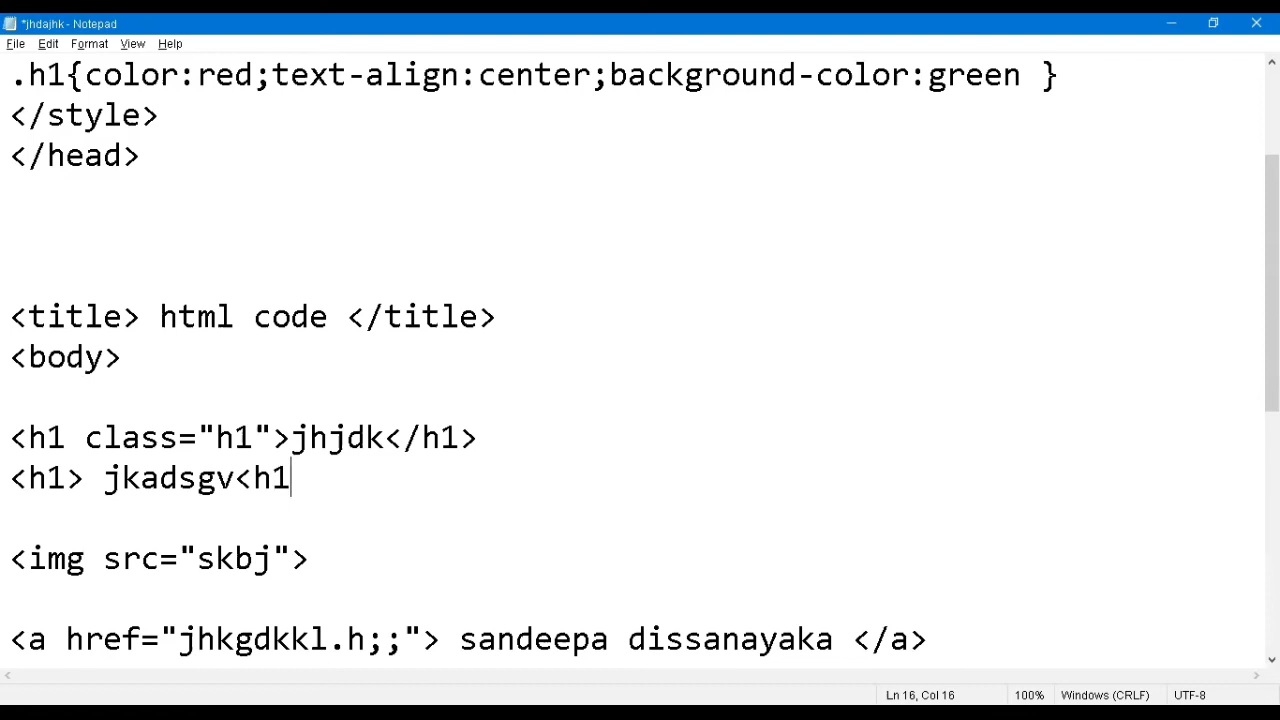 *jhdajhk - Notepad
File Edit Format View Help
.h1{color:red;text-align:center;background-color:green }
</style>
</head>
<title> html code </title>
<body>
<h1 class="h1">jhjdk</h1>
<h1> jkadsgv<h1
<img src="skbj">
<a href="jhkgdkkl.h;;"> sandeepa dissanayaka </a>
Ln 16, Col 16 100% Windows (CRLF) UTF-8